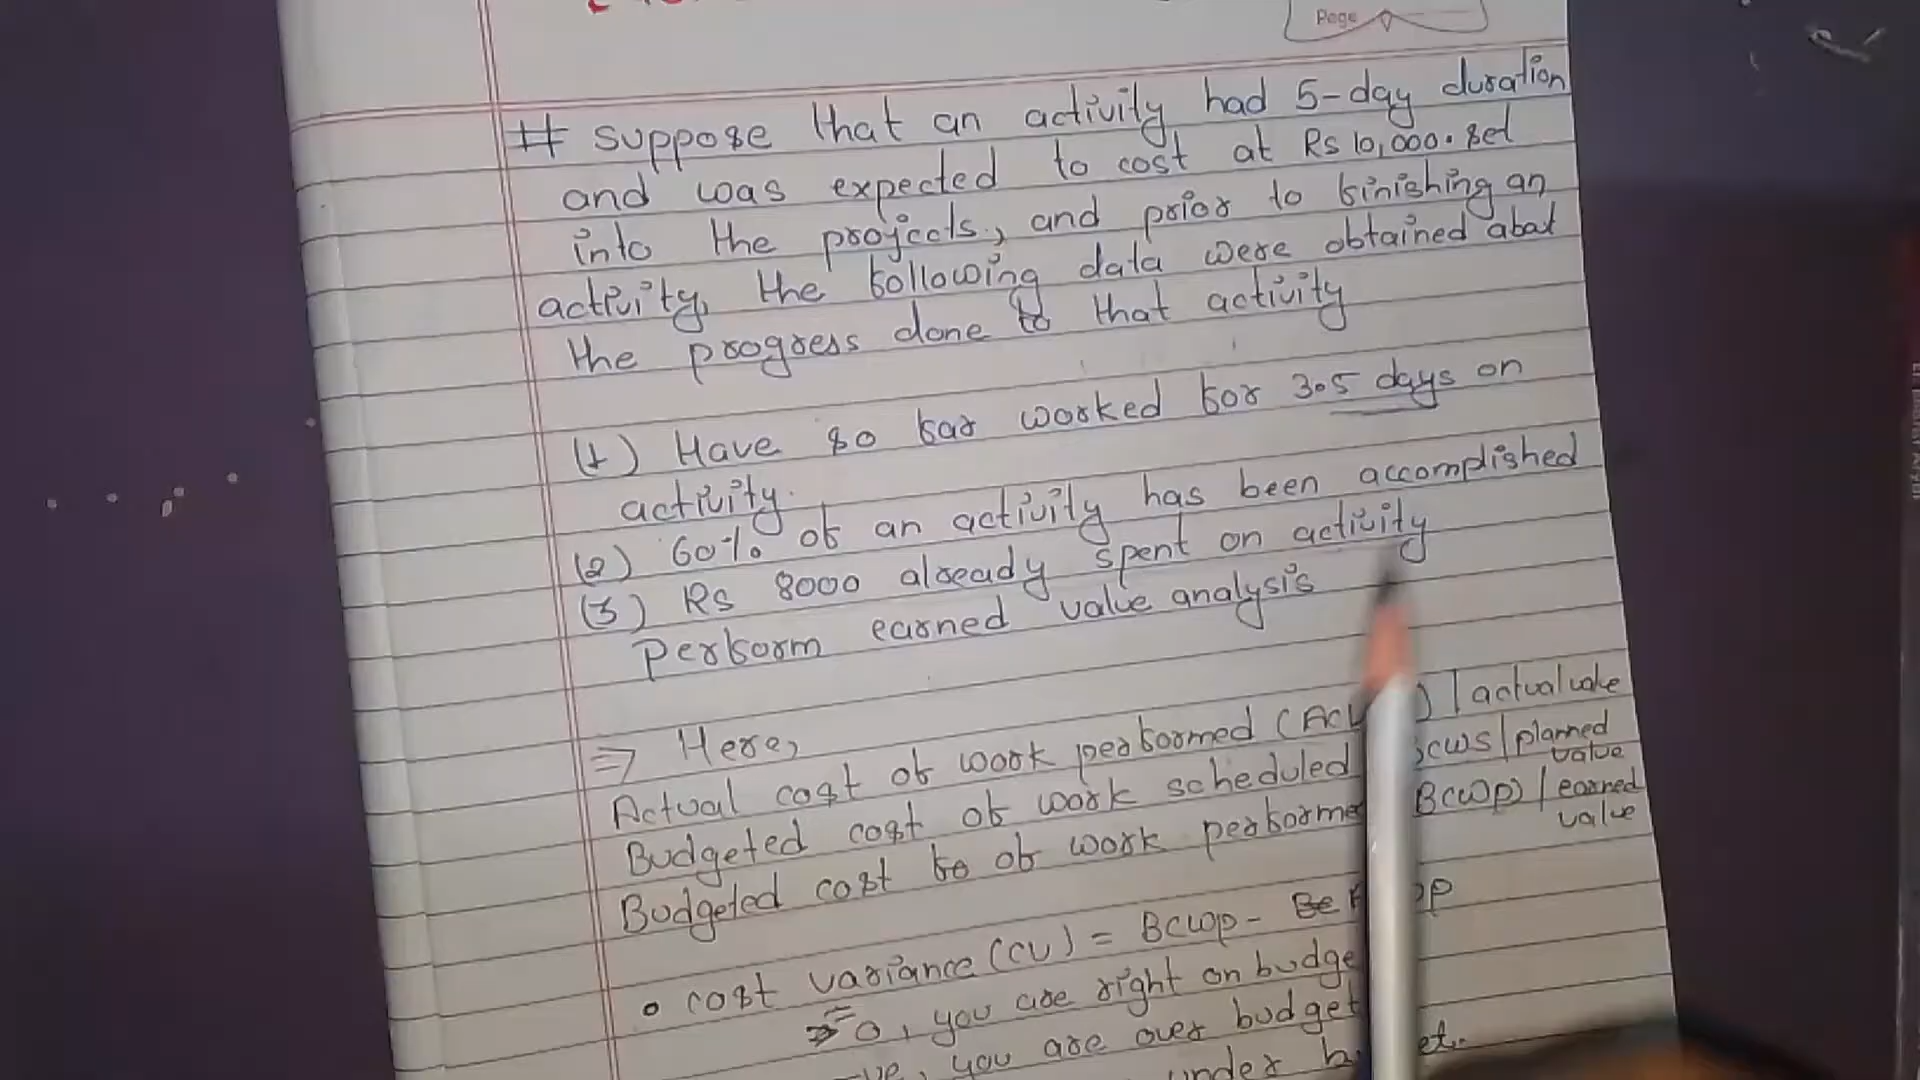 Page
# suppose that an activity had 5-day duration
and was expected to cost at Rs 10,000. set
into the projects, and prior to finishing an
activity, the following data were obtained about
the progress done to that activity
(1) Have so far worked for 3.5 days on
activity.
(2) 60% of an activity has been accomplished
(3) Rs 8000 already spent on activity
Perform earned value analysis
⇒ Here,
Actual cost of work performed ) / actual value
Budgeted cost of work scheduled CWS / planned value
Budgeted cost to of work BCWP) / earned value
• cost variance (CV) = BCWP -
= 0, you are right on
-ve, you are over budget
under